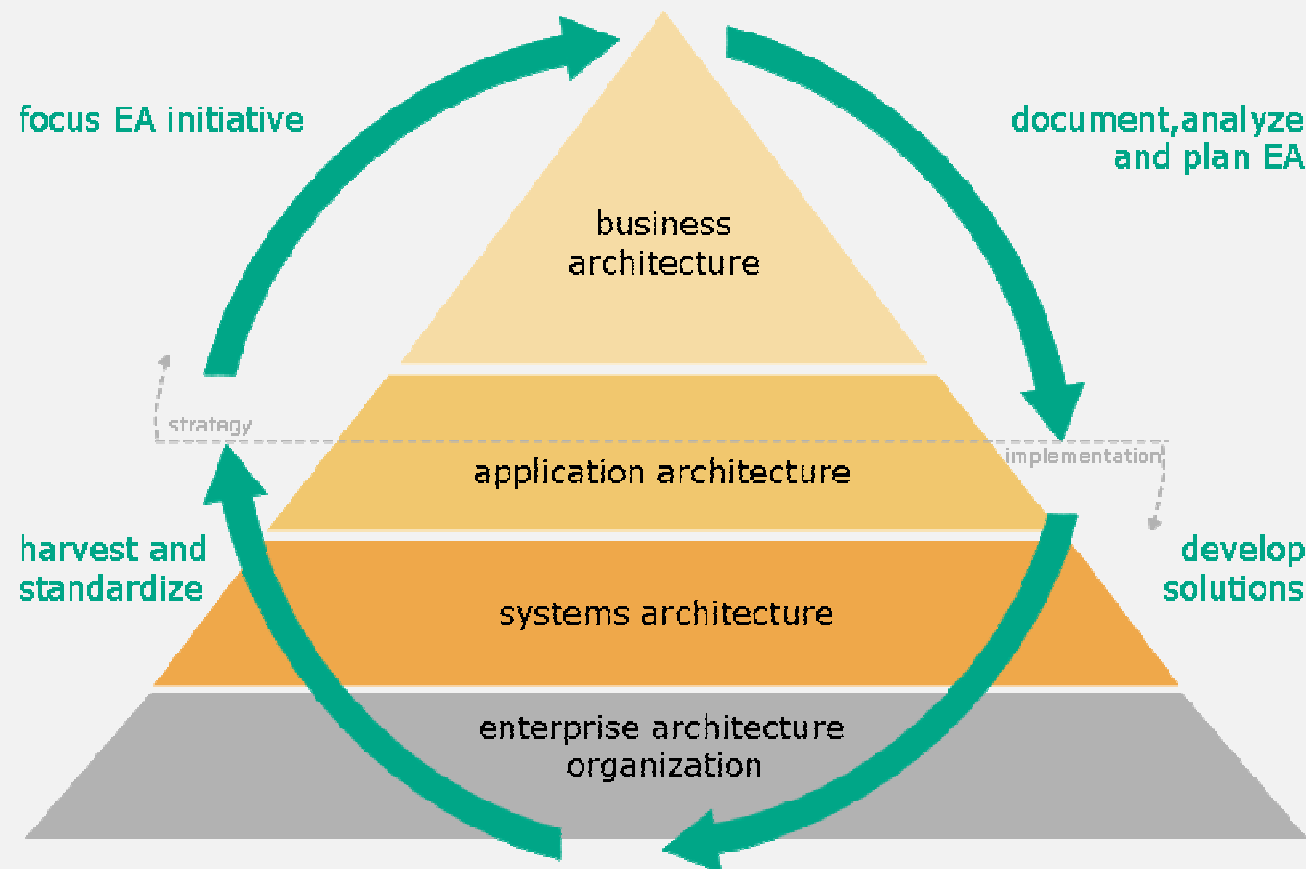 focus EA initiative
document,analyze
and plan EA
business
architecture
strategy
application architecture
implementation
harvest and
standardize
develop
solutions
systems architecture
enterprise architecture
organization